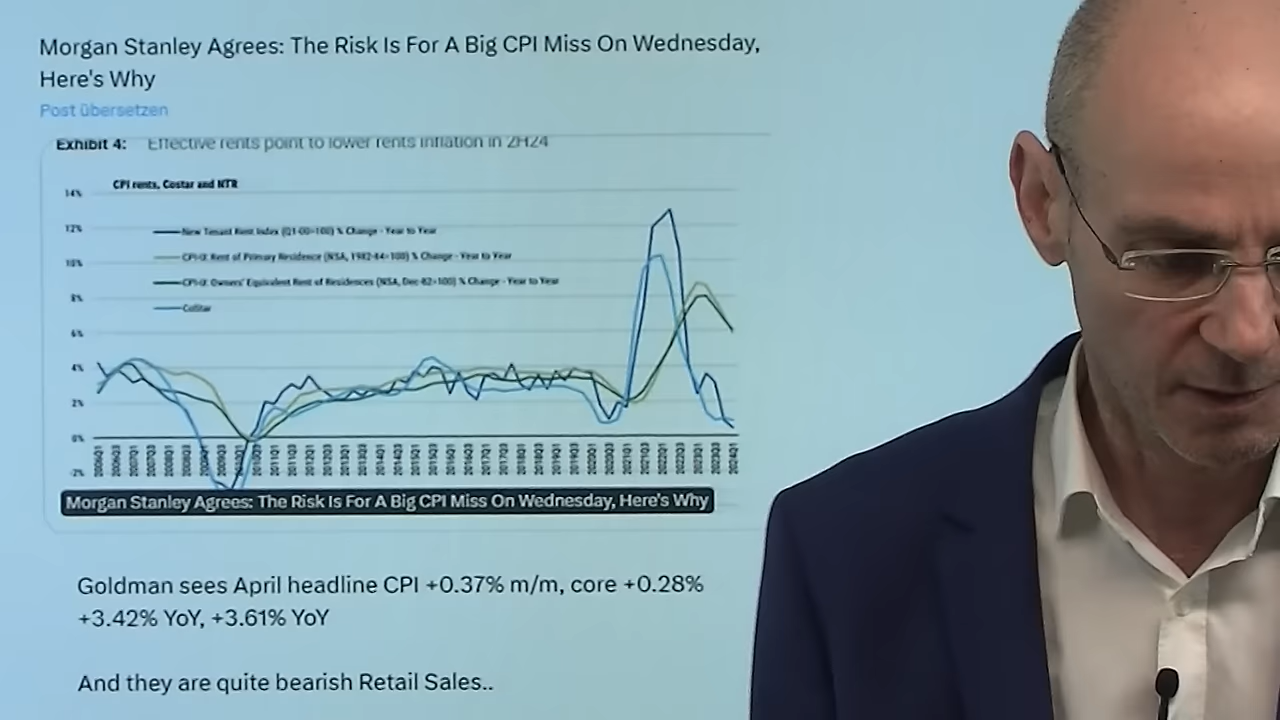 Morgan Stanley Agrees: The Risk Is For A Big CPI Miss On Wednesday,
Here's Why
Post übersetzen
Exhibit 4: Effective rents point to lower rents inflation in 2H24
CPI rents, Costar and NTR
14%
12%
New Tenant Rent Index (Q1-00=100) % Change - Year to Year
CPI-U: Rent of Primary Residence (NSA, 1982-84=100) % Change - Year to Year
10%
CPI-U: Owners' Equivalent Rent of Residences (NSA, Dec-82=100) % Change - Year to Year
8%
CoStar
6%
4%
2%
0%
-2%
Morgan Stanley Agrees: The Risk Is For A Big CPI Miss On Wednesday, Here's Why
Goldman sees April headline CPI +0.37% m/m, core +0.28%
+3.42% YoY, +3.61% YoY
And they are quite bearish Retail Sales..